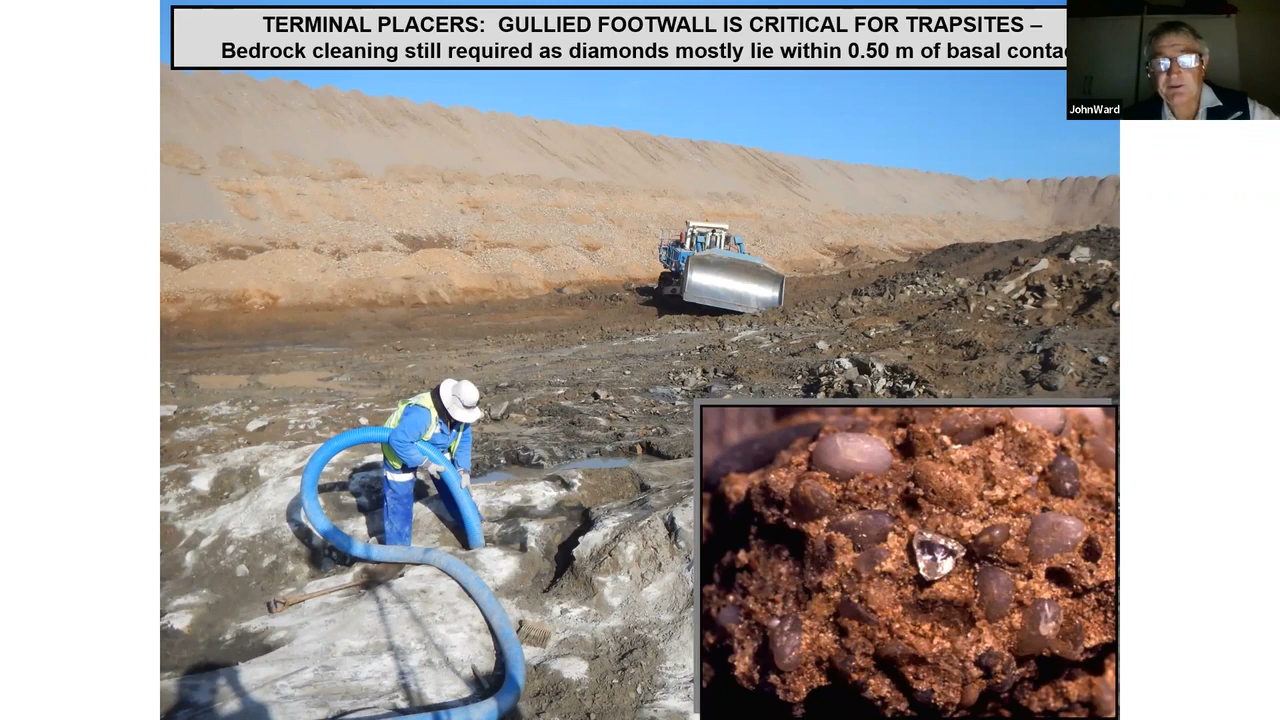 TERMINAL PLACERS: GULLIED FOOTWALL IS CRITICAL FOR TRAPSITES –
Bedrock cleaning still required as diamonds mostly lie within 0.50 m of basal conta
JohnWard